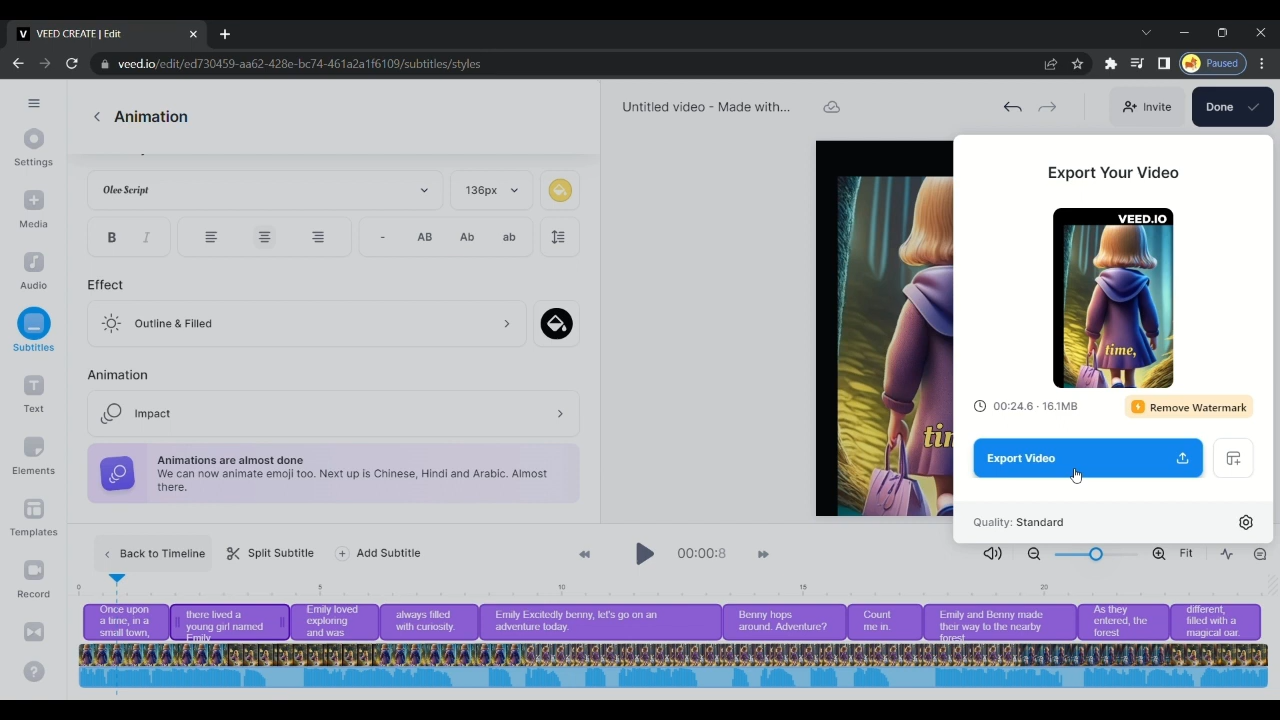 VEED CREATE | Edit
veed.io/edit/ed730459-aa62-428e-bc74-461a2a1f6109/subtitles/styles
Paused
Settings
Media
Audio
Subtitles
Text
Elements
Templates
Record
Animation
Oleo Script
136px
B I
- AB Ab ab
Effect
Outline & Filled
Animation
Impact
Animations are almost done
We can now animate emoji too. Next up is Chinese, Hindi and Arabic. Almost
there.
Untitled video - Made with...
Invite
Done
tin
Export Your Video
VEED.IO
time,
00:24.6 · 16.1MB
Remove Watermark
Export Video
Quality: Standard
Back to Timeline
Split Subtitle
Add Subtitle
00:00:8
Fit
0 5 10 15 20
Once upon
a time, in a
small town,
there lived a
young girl named
Emily
Emily loved
exploring
and was
always filled
with curiosity.
Emily Excitedly benny, let's go on an
adventure today.
Benny hops
around. Adventure?
Count
me in.
Emily and Benny made
their way to the nearby
forest
As they
entered, the
forest
different,
filled with a
magical oar.